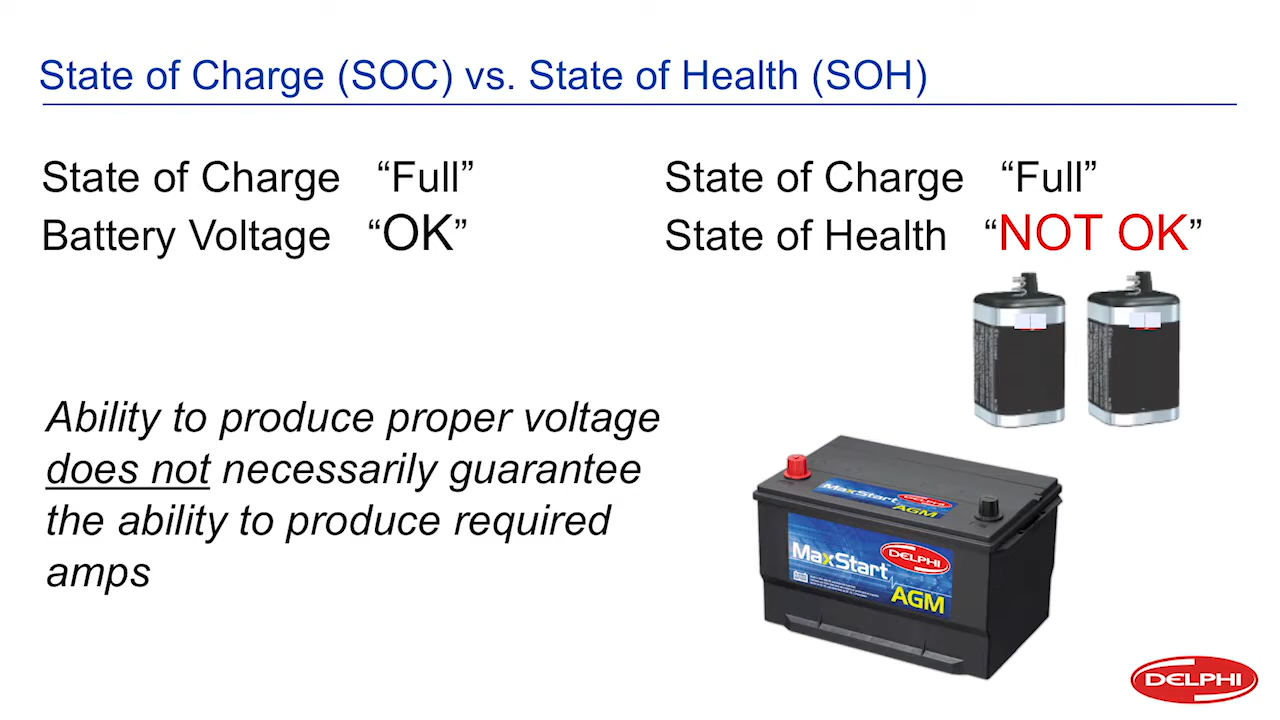 State of Charge (SOC) vs. State of Health (SOH)
State of Charge “Full”
Battery Voltage “OK”
State of Charge “Full”
State of Health “NOT OK”
Ability to produce proper voltage
does not necessarily guarantee
the ability to produce required
amps
MaxStart DELPHI
AGM
MaxStart™ DELPHI
AGM
DELPHI